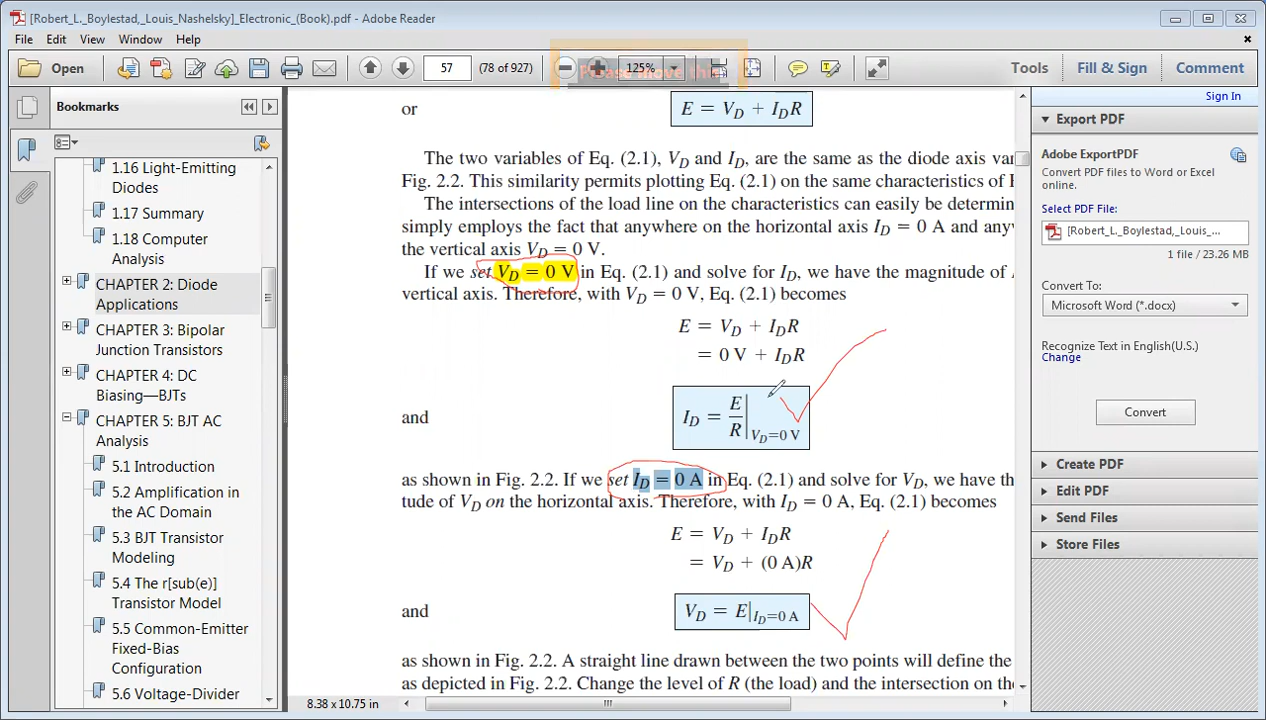 [Robert_L._Boylestad,_Louis_Nashelsky]_Electronic_(Book).pdf - Adobe Reader
File Edit View Window Help
Open 57 (78 of 927) 125% Tools Fill & Sign Comment
Please move this
Sign In
Bookmarks
1.16 Light-Emitting
Diodes
1.17 Summary
1.18 Computer
Analysis
CHAPTER 2: Diode
Applications
CHAPTER 3: Bipolar
Junction Transistors
CHAPTER 4: DC
Biasing—BJTs
CHAPTER 5: BJT AC
Analysis
5.1 Introduction
5.2 Amplification in
the AC Domain
5.3 BJT Transistor
Modeling
5.4 The r[sub(e)]
Transistor Model
5.5 Common-Emitter
Fixed-Bias
Configuration
5.6 Voltage-Divider
or E = V_D + I_DR
The two variables of Eq. (2.1), V_D and I_D, are the same as the diode axis var
Fig. 2.2. This similarity permits plotting Eq. (2.1) on the same characteristics of F
The intersections of the load line on the characteristics can easily be determin
simply employs the fact that anywhere on the horizontal axis I_D = 0 A and any
the vertical axis V_D = 0 V.
If we set V_D = 0 V in Eq. (2.1) and solve for I_D, we have the magnitude of
vertical axis. Therefore, with V_D = 0 V, Eq. (2.1) becomes
E = V_D + I_DR
= 0 V + I_DR
and I_D = E/R|V_D=0 V
as shown in Fig. 2.2. If we set I_D = 0 A in Eq. (2.1) and solve for V_D, we have th
tude of V_D on the horizontal axis. Therefore, with I_D = 0 A, Eq. (2.1) becomes
E = V_D + I_DR
= V_D + (0 A)R
and V_D = E|I_D=0 A
as shown in Fig. 2.2. A straight line drawn between the two points will define the
as depicted in Fig. 2.2. Change the level of R (the load) and the intersection on the
8.38 x 10.75 in
Export PDF
Adobe ExportPDF
Convert PDF files to Word or Excel
online.
Select PDF File:
[Robert_L._Boylestad,_Louis_Nashelsky]_...
1 file / 23.26 MB
Convert To:
Microsoft Word (*.docx)
Recognize Text in English(U.S.)
Change
Convert
Create PDF
Edit PDF
Send Files
Store Files